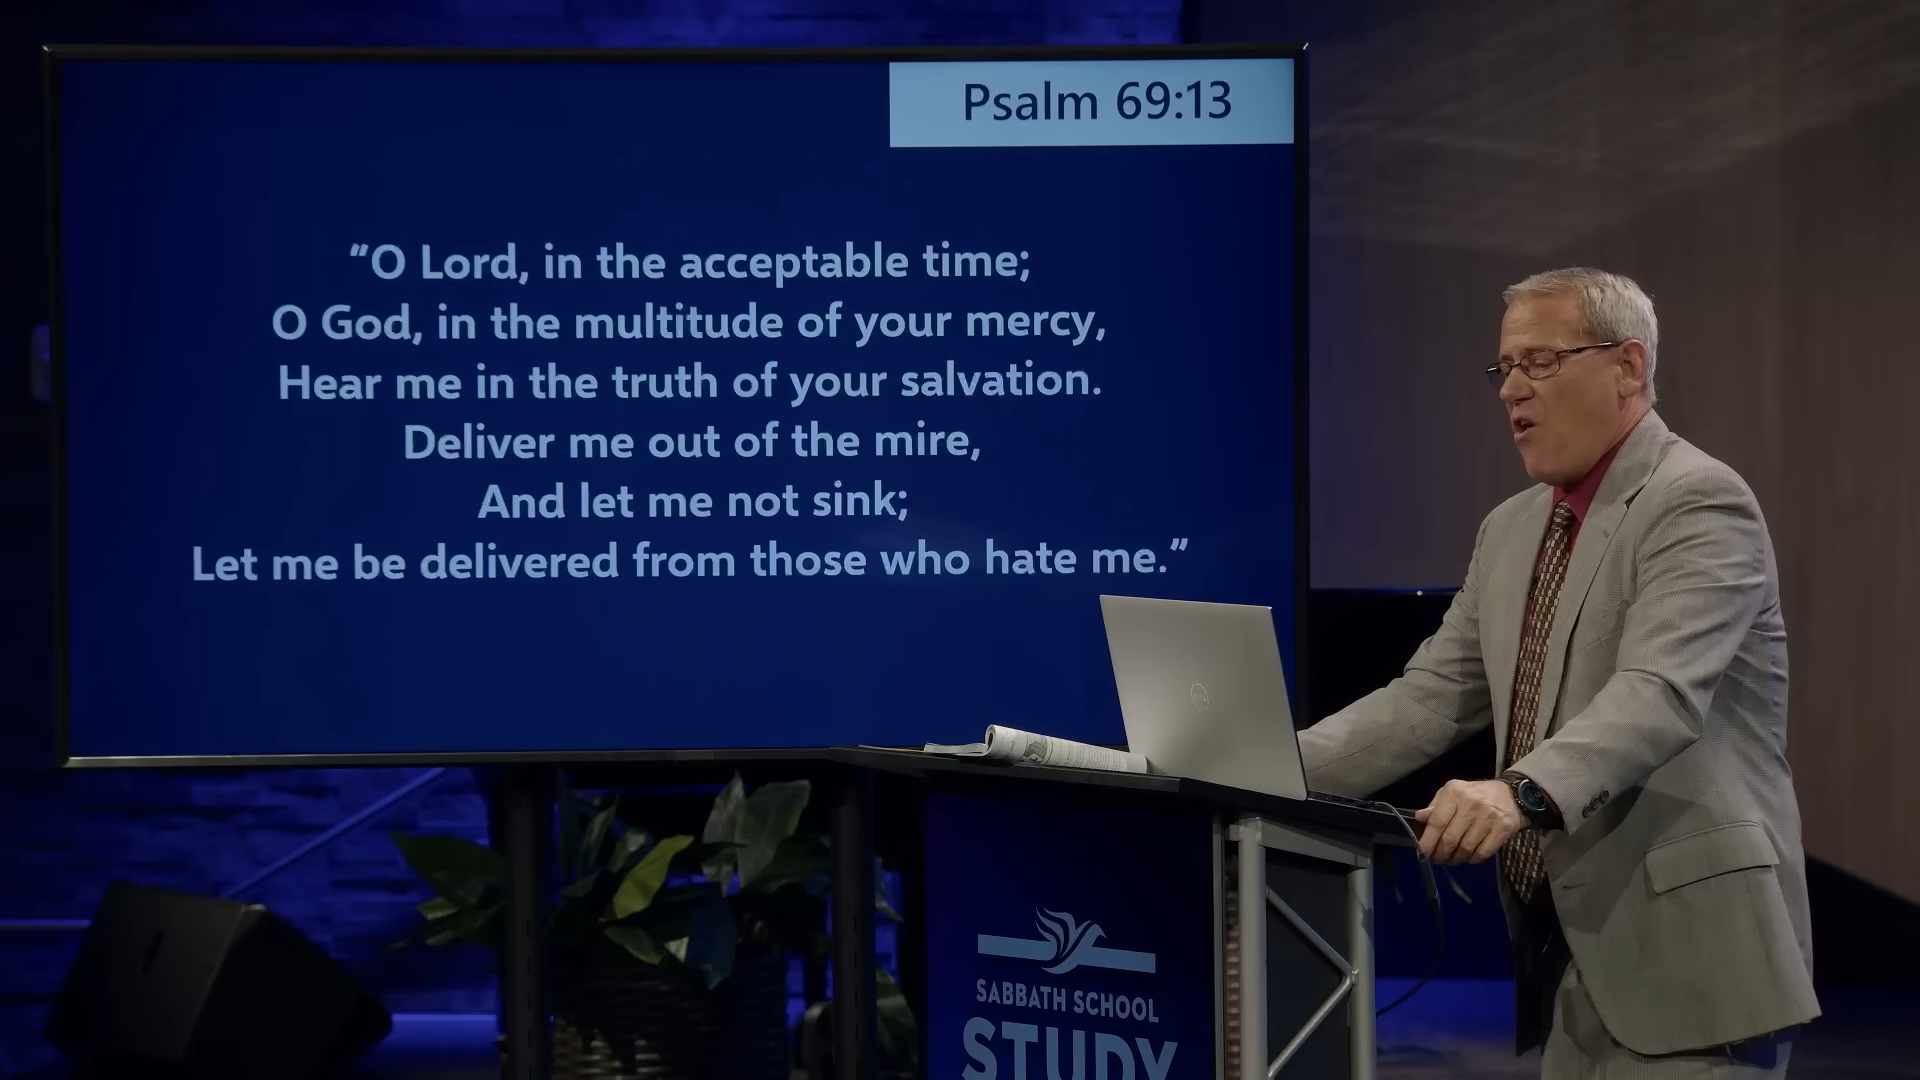 Psalm 69:13
“O Lord, in the acceptable time;
O God, in the multitude of your mercy,
Hear me in the truth of your salvation.
Deliver me out of the mire,
And let me not sink;
Let me be delivered from those who hate me.”
SABBATH SCHOOL
STUDY